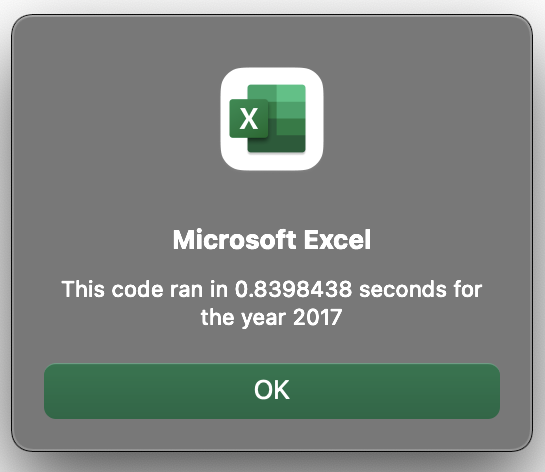 X
Microsoft Excel
This code ran in 0.8398438 seconds for
the year 2017
OK